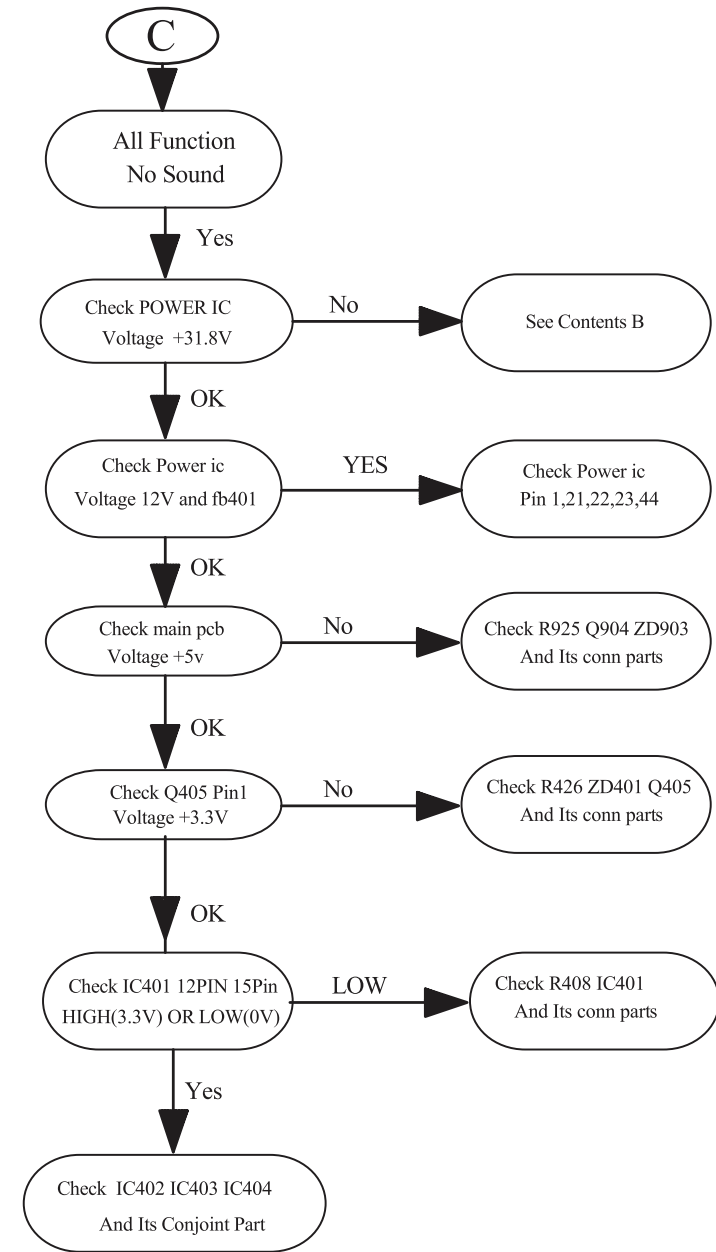 C
All Function
No Sound
Yes
Check POWER IC
Voltage +31.8V
No
See Contents B
OK
Check Power ic
Voltage 12V and fb401
YES
Check Power ic
Pin 1,21,22,23,44
OK
Check main pcb
Voltage +5v
No
Check R925 Q904 ZD903
And Its conn parts
OK
Check Q405 Pin1
Voltage +3.3V
No
Check R426 ZD401 Q405
And Its conn parts
OK
Check IC401 12PIN 15Pin
HIGH(3.3V) OR LOW(0V)
LOW
Check R408 IC401
And Its conn parts
Yes
Check IC402 IC403 IC404
And Its Conjoint Part